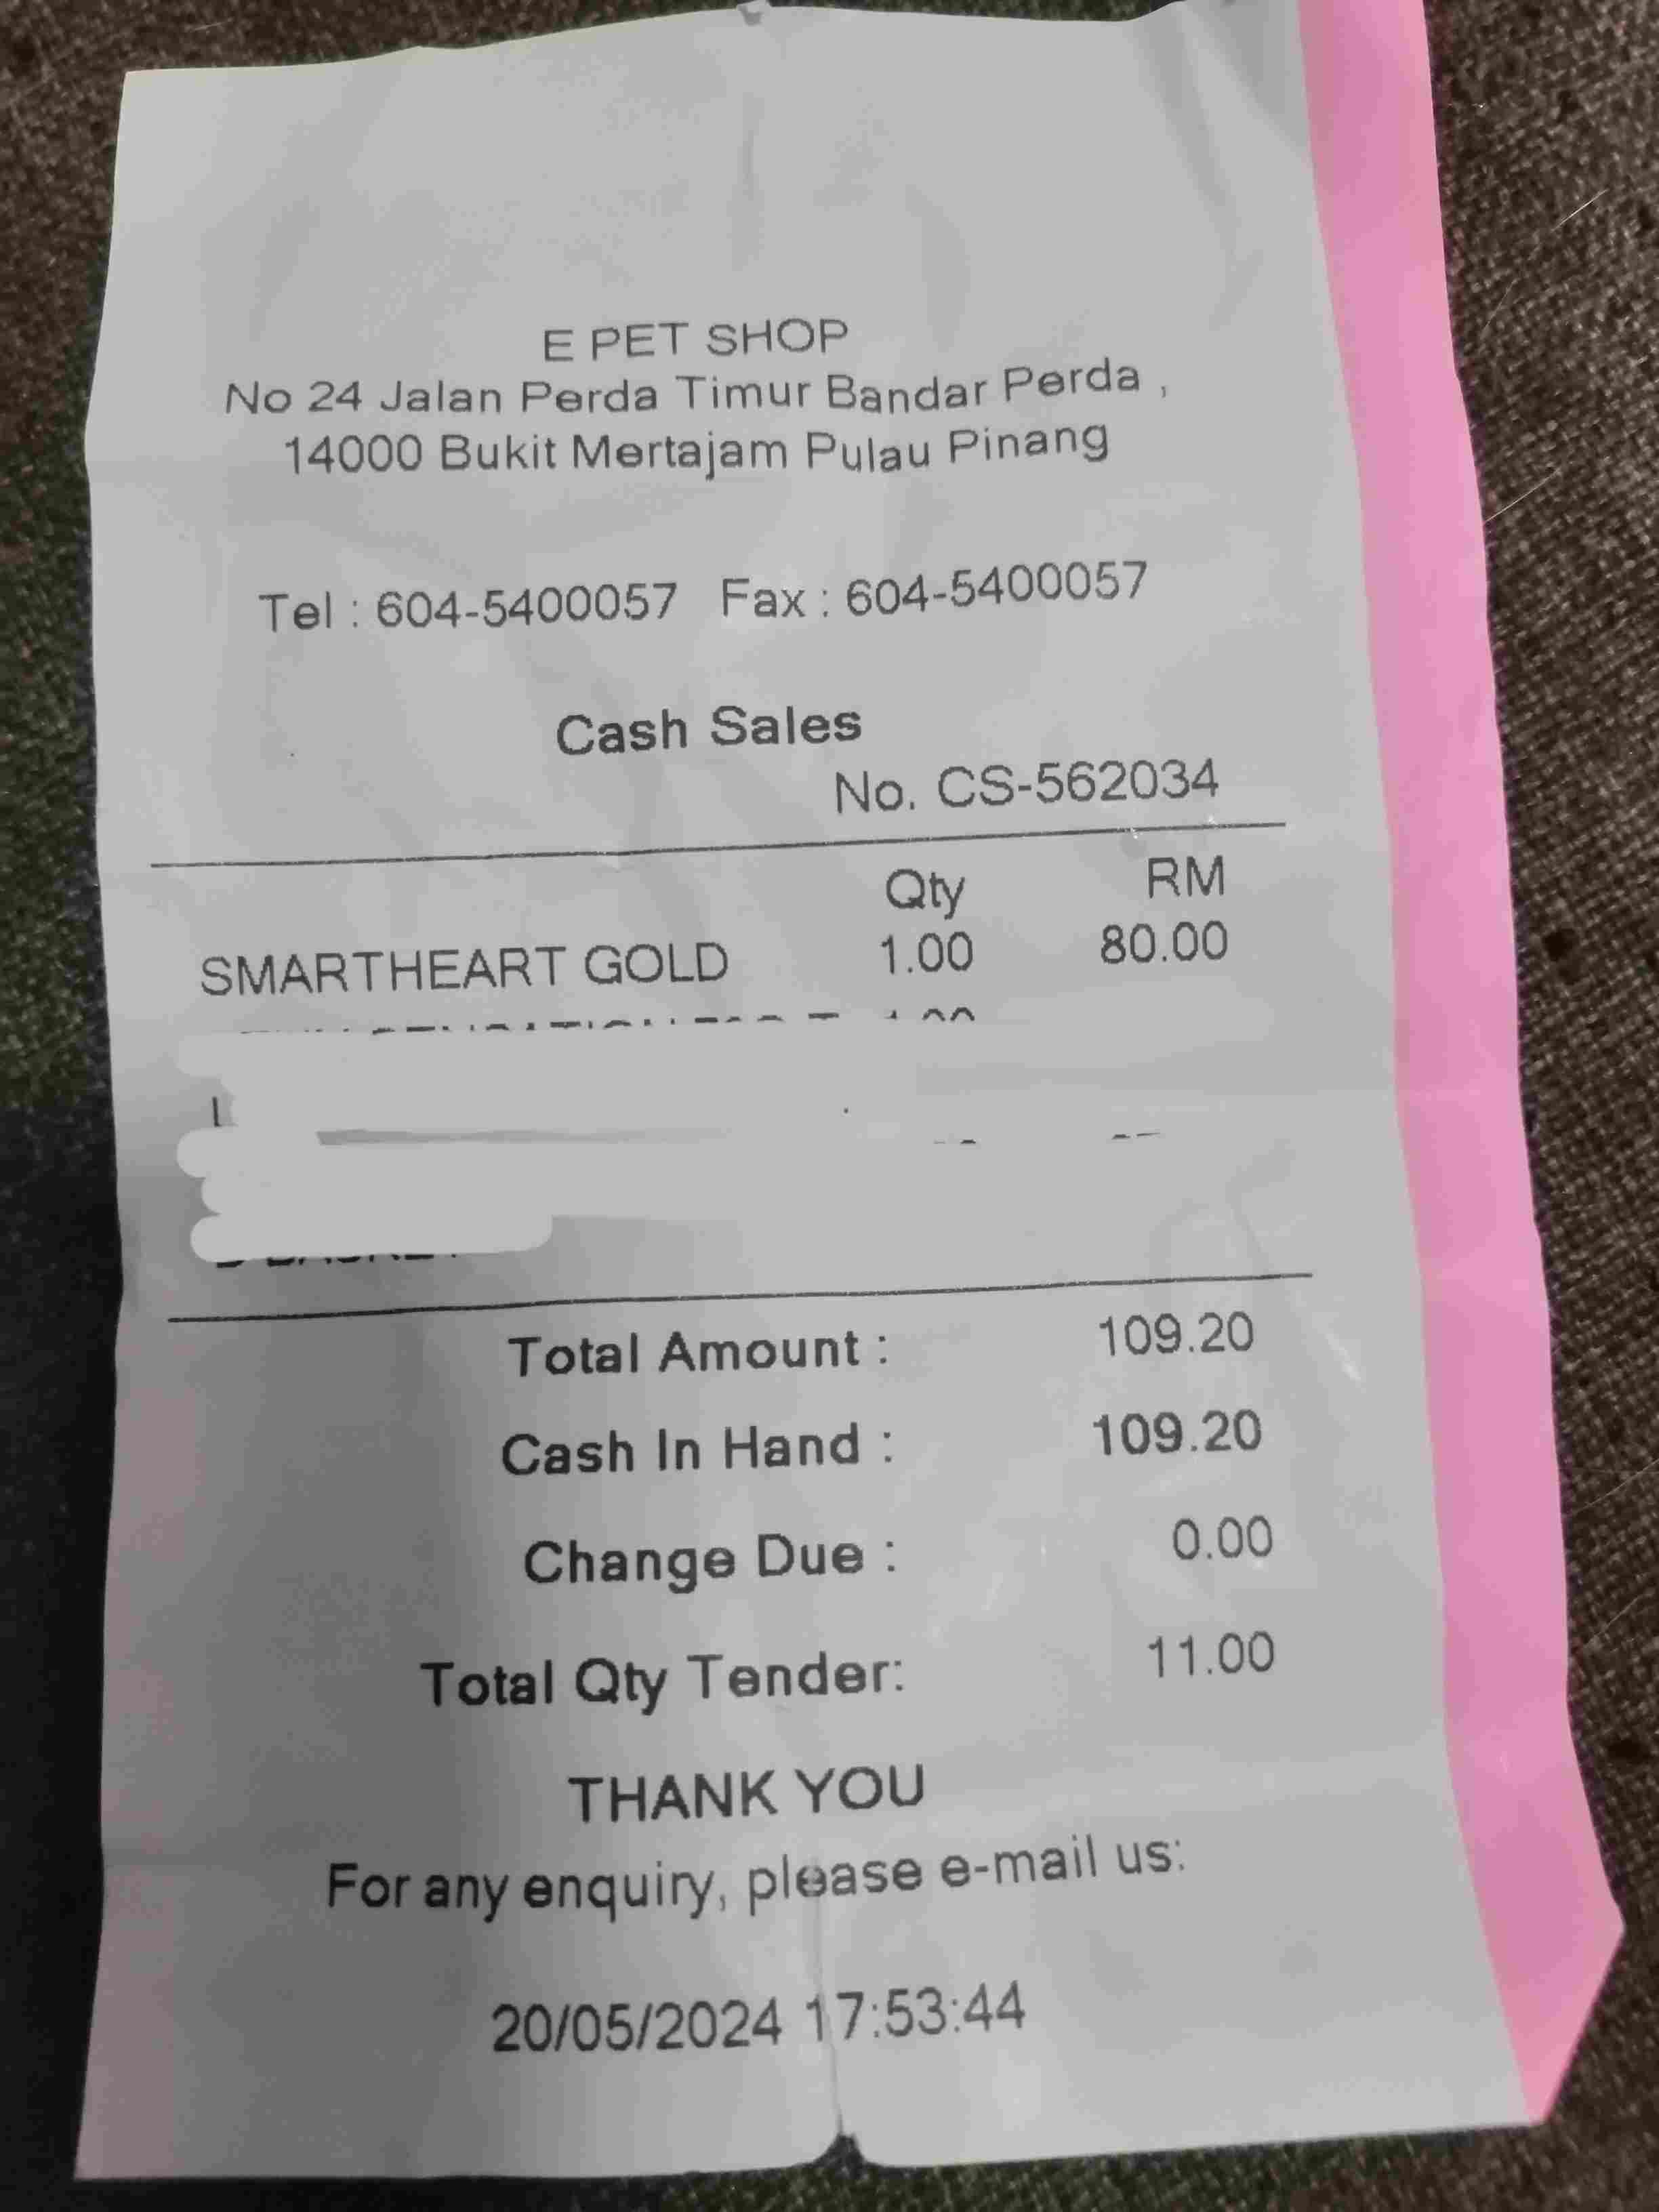 E PET SHOP
No 24 Jalan Perda Timur Bandar Perda ,
14000 Bukit Mertajam Pulau Pinang
Tel : 604-5400057 Fax : 604-5400057
Cash Sales
No. CS-562034
Qty RM
SMARTHEART GOLD 1.00 80.00
Total Amount : 109.20
Cash In Hand : 109.20
Change Due : 0.00
Total Qty Tender: 11.00
THANK YOU
For any enquiry, please e-mail us:
20/05/2024 17:53:44